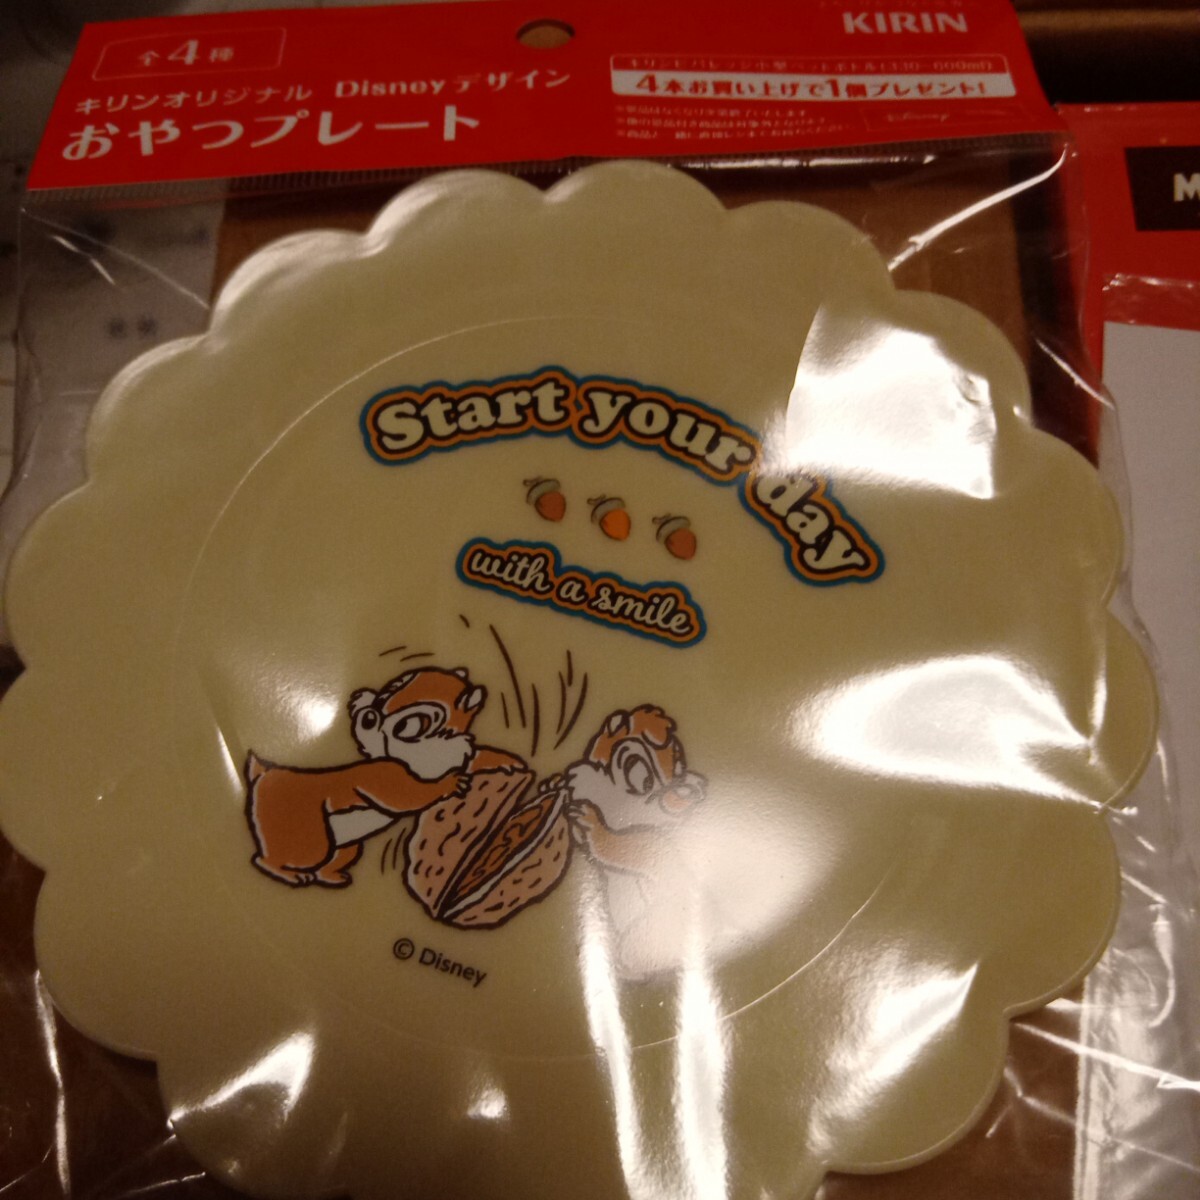 KIRIN
全4種
キリンオリジナル Disneyデザイン
おやつプレート
4本お買い上げで1個プレゼント!
Start your day
with a smile
© Disney
M